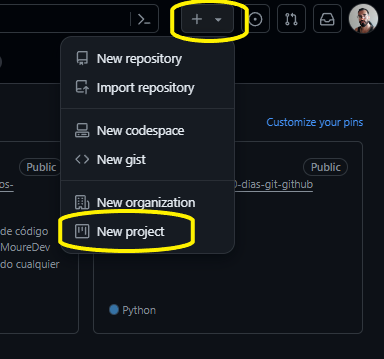 New repository
Import repository
New codespace
New gist
New organization
New project
Customize your pins
Public
os-
de código
MoureDev
do cualquier
Public
0-dias-git-github
Python